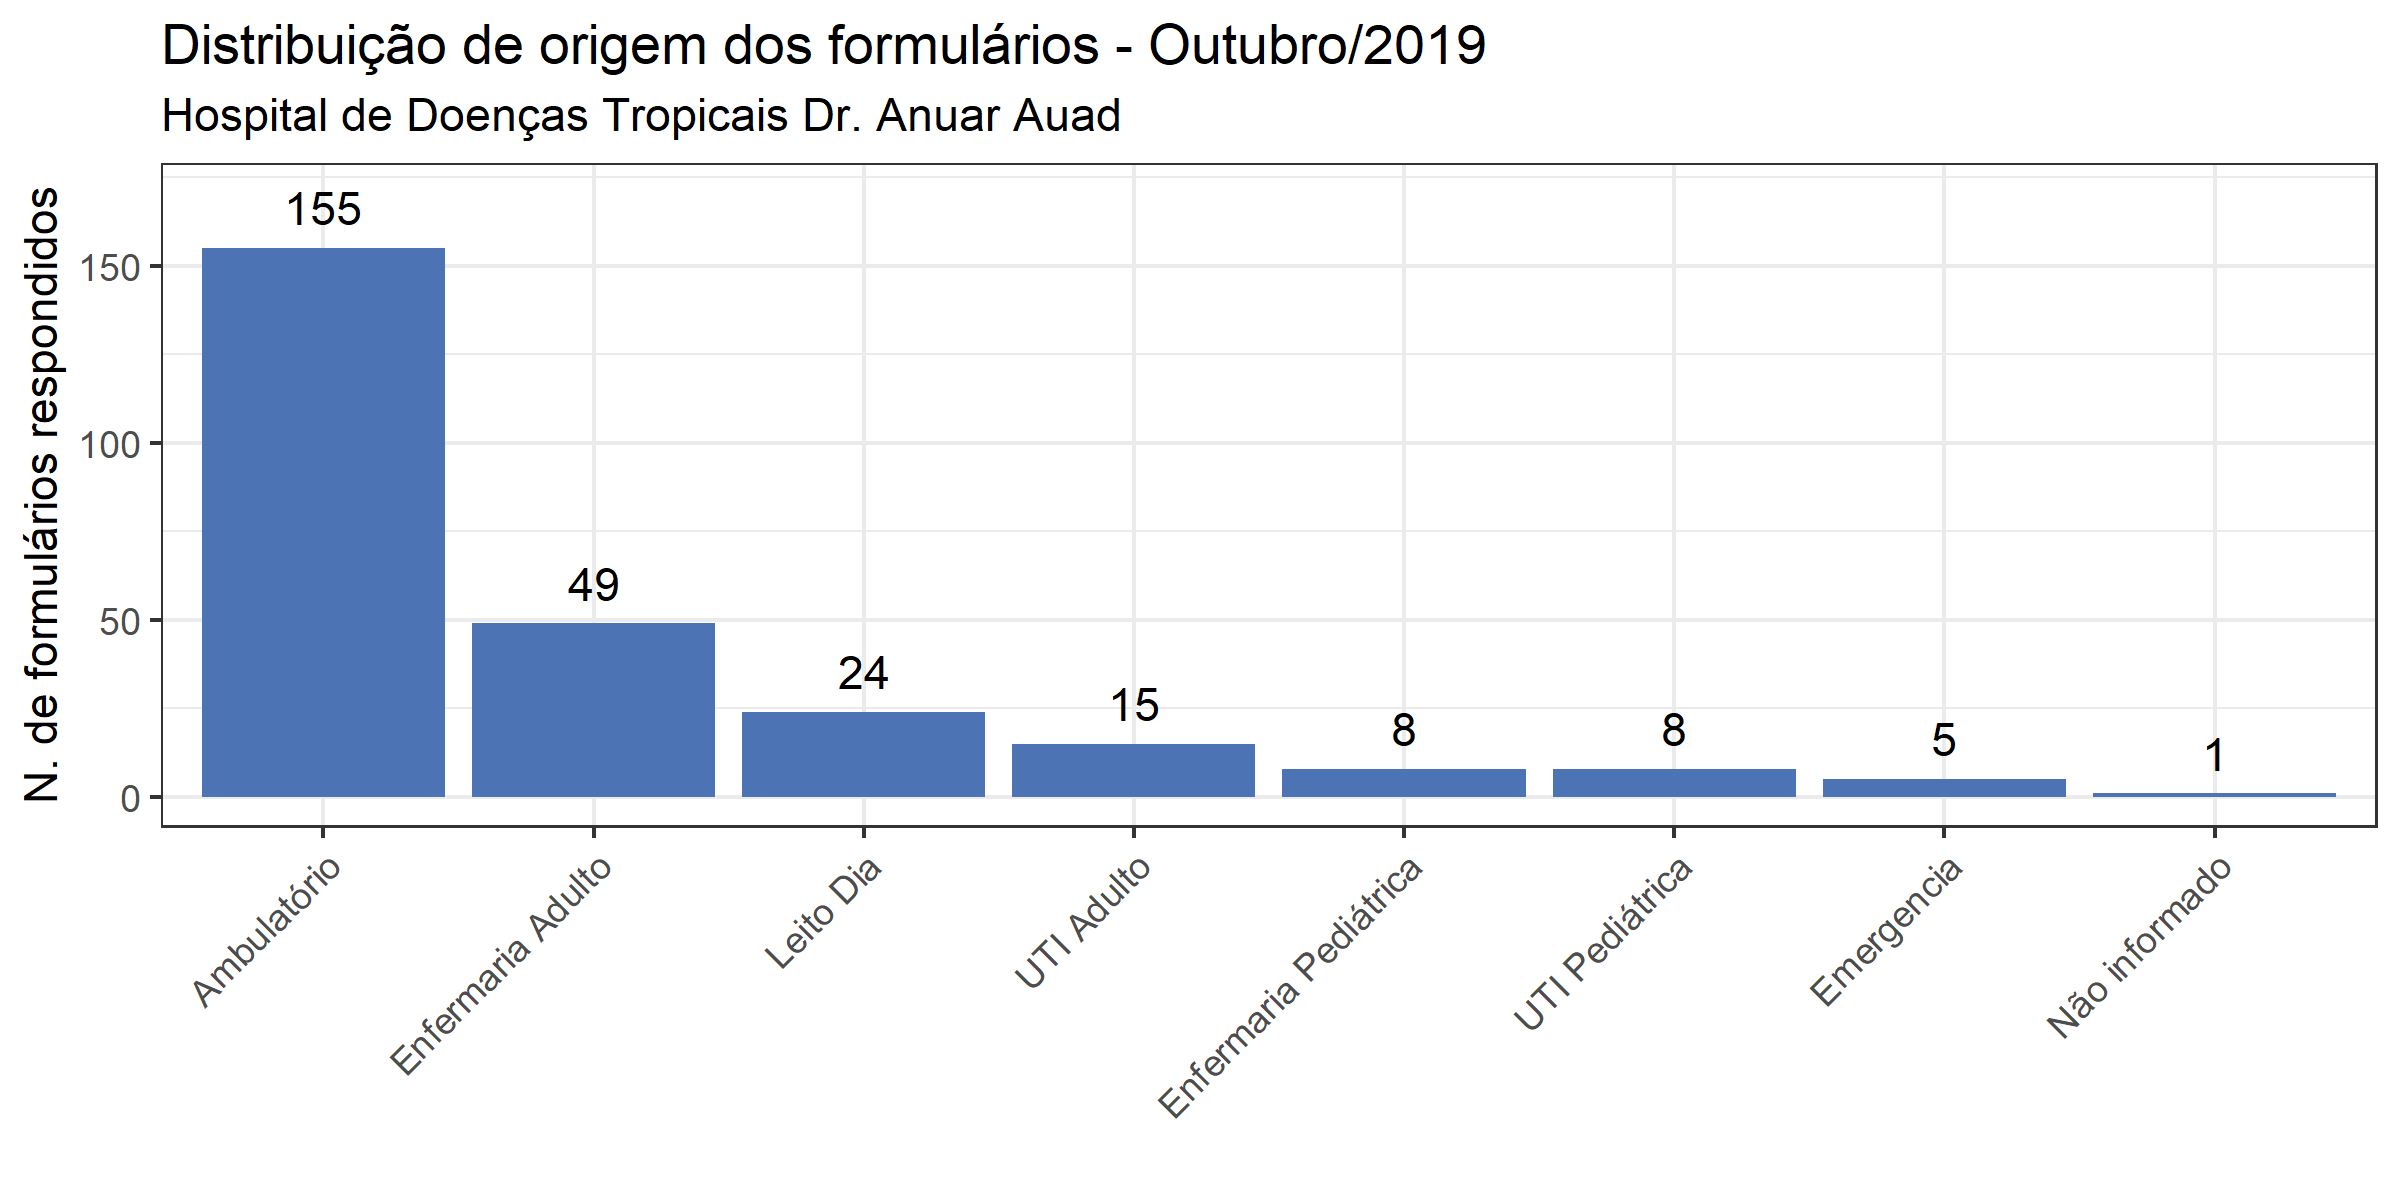 Distribuição de origem dos formulários - Outubro/2019
Hospital de Doenças Tropicais Dr. Anuar Auad
N. de formulários respondidos
150
100
50
0
155
49
24
15
8
8
5
1
Ambulatório
Enfermaria Adulto
Leito Dia
UTI Adulto
Enfermaria Pediátrica
UTI Pediátrica
Emergencia
Não informado